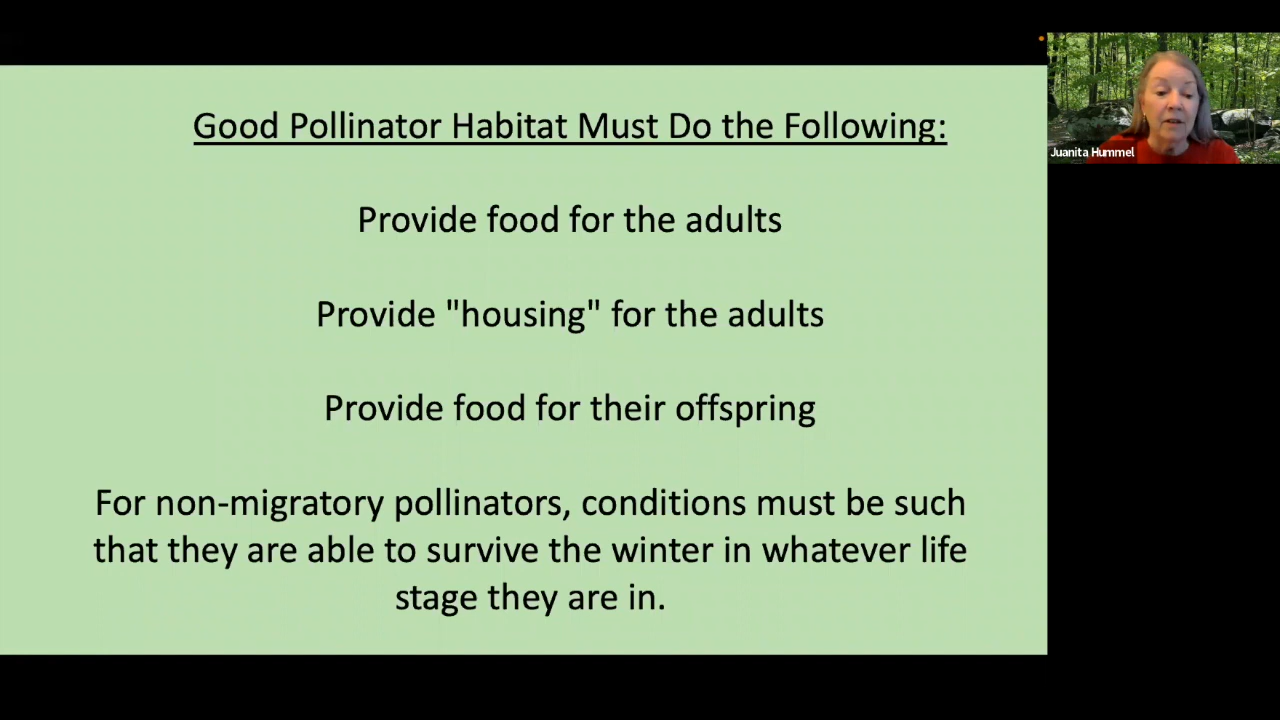 Good Pollinator Habitat Must Do the Following:
Provide food for the adults
Provide "housing" for the adults
Provide food for their offspring
For non-migratory pollinators, conditions must be such
that they are able to survive the winter in whatever life
stage they are in.
Juanita Hummel